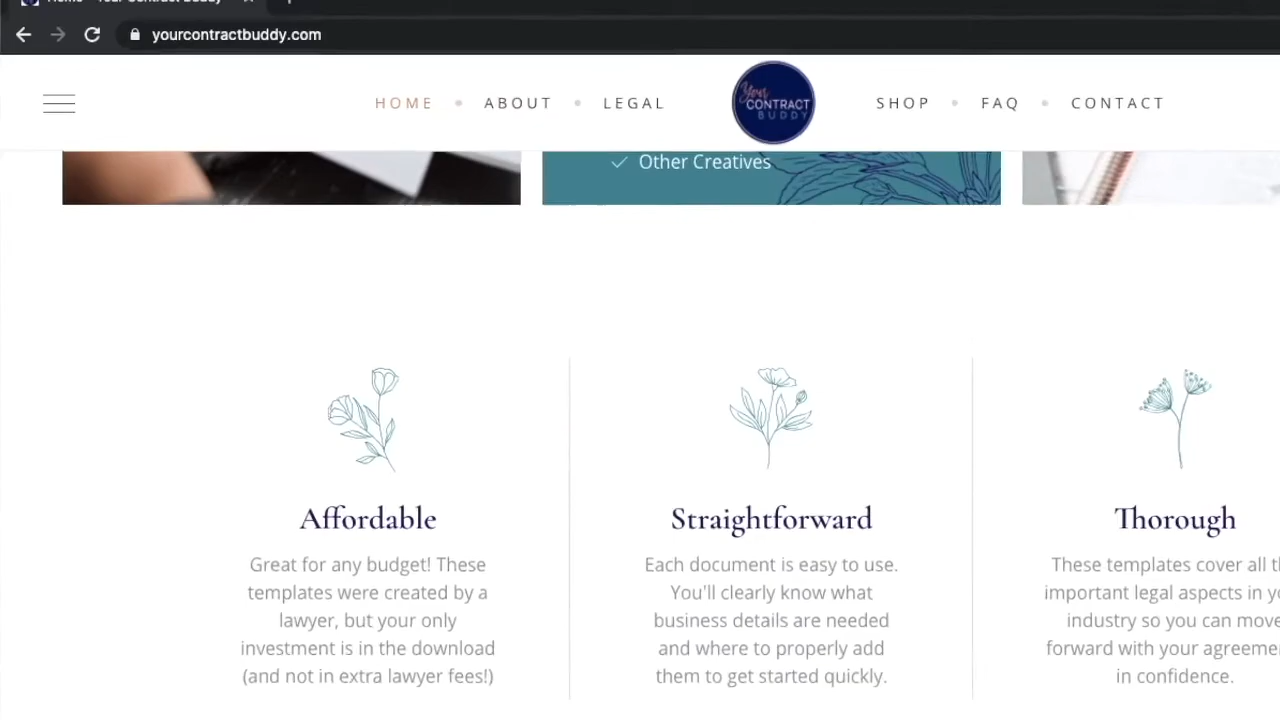 Home - Your Contract Buddy
yourcontractbuddy.com
HOME ABOUT LEGAL
Your
CONTRACT
BUDDY
SHOP FAQ CONTACT
Other Creatives
Affordable
Great for any budget! These
templates were created by a
lawyer, but your only
investment is in the download
(and not in extra lawyer fees!)
Straightforward
Each document is easy to use.
You'll clearly know what
business details are needed
and where to properly add
them to get started quickly.
Thorough
These templates cover all
important legal aspects in
industry so you can move
forward with your
in confidence.